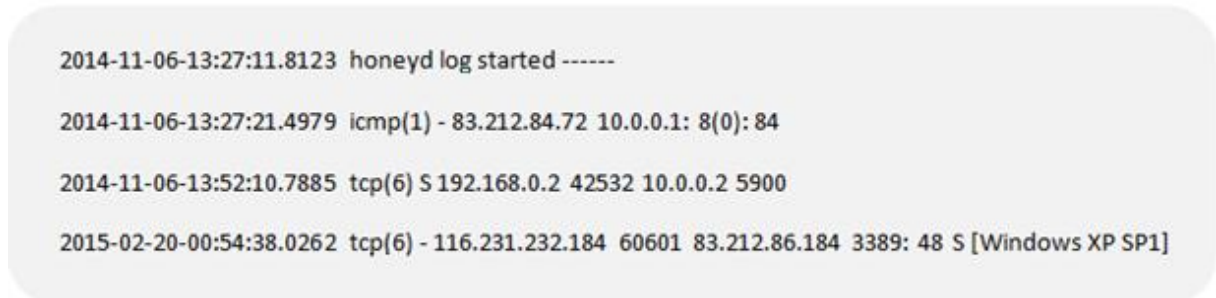 2014-11-06-13:27:11.8123 honeyd log started ------
2014-11-06-13:27:21.4979 icmp(1) - 83.212.84.72 10.0.0.1: 8(0): 84
2014-11-06-13:52:10.7885 tcp(6) S 192.168.0.2 42532 10.0.0.2 5900
2015-02-20-00:54:38.0262 tcp(6) - 116.231.232.184 60601 83.212.86.184 3389: 48 S [Windows XP SP1]